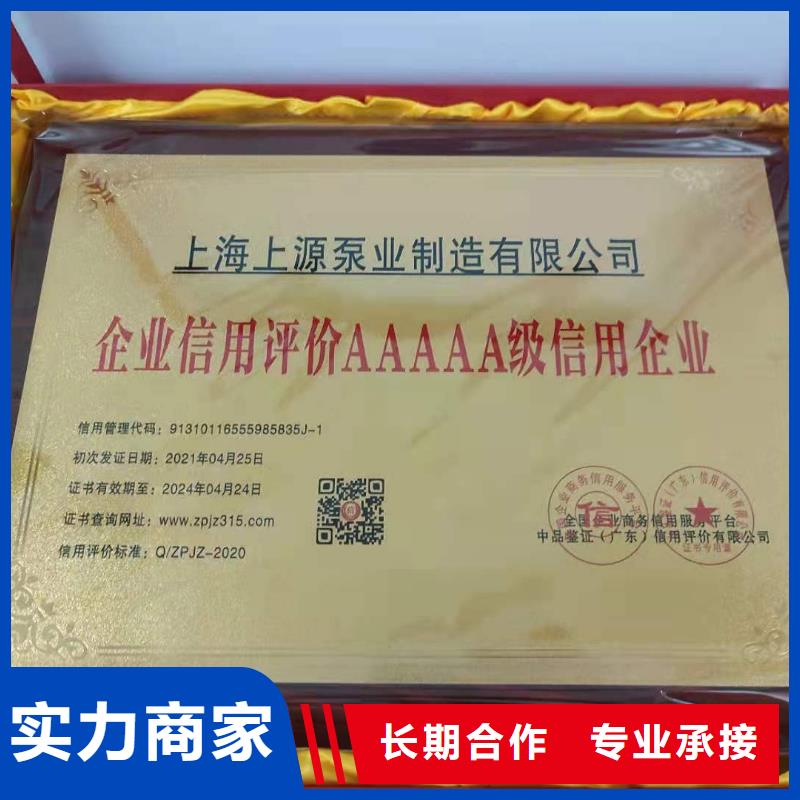 上海上源泵业制造有限公司
企业信用评价AAAAA级信用企业
信用管理代码：91310116555985835J-1
初次发证日期：2021年04月25日
证书有效期至：2024年04月24日
证书查询网址：www.zpjz315.com
信用评价标准：Q/ZPJZ-2020
全国企业商务信用服务平台
中品鉴证（广东）信用评价有限公司
信
证书专用章
实力商家
长期合作 专业承接